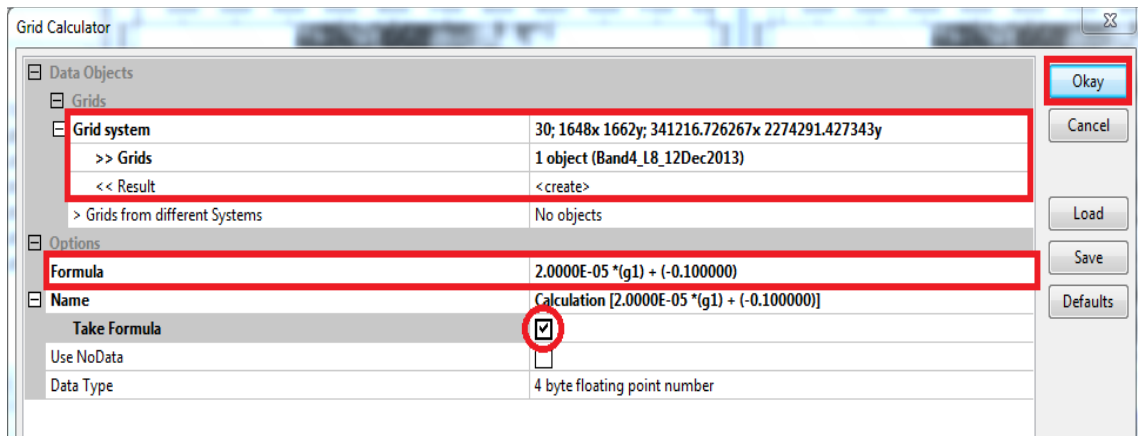 Grid Calculator
Data Objects
Okay
Grids
Grid system 30; 1648x 1662y; 341216.726267x 2274291.427343y
Cancel
>> Grids 1 object (Band4_L8_12Dec2013)
<< Result <create>
> Grids from different Systems No objects
Load
Options
Save
Formula 2.0000E-05 *(g1) + (-0.100000)
Name Calculation [2.0000E-05 *(g1) + (-0.100000)]
Defaults
Take Formula
Use NoData
Data Type 4 byte floating point number